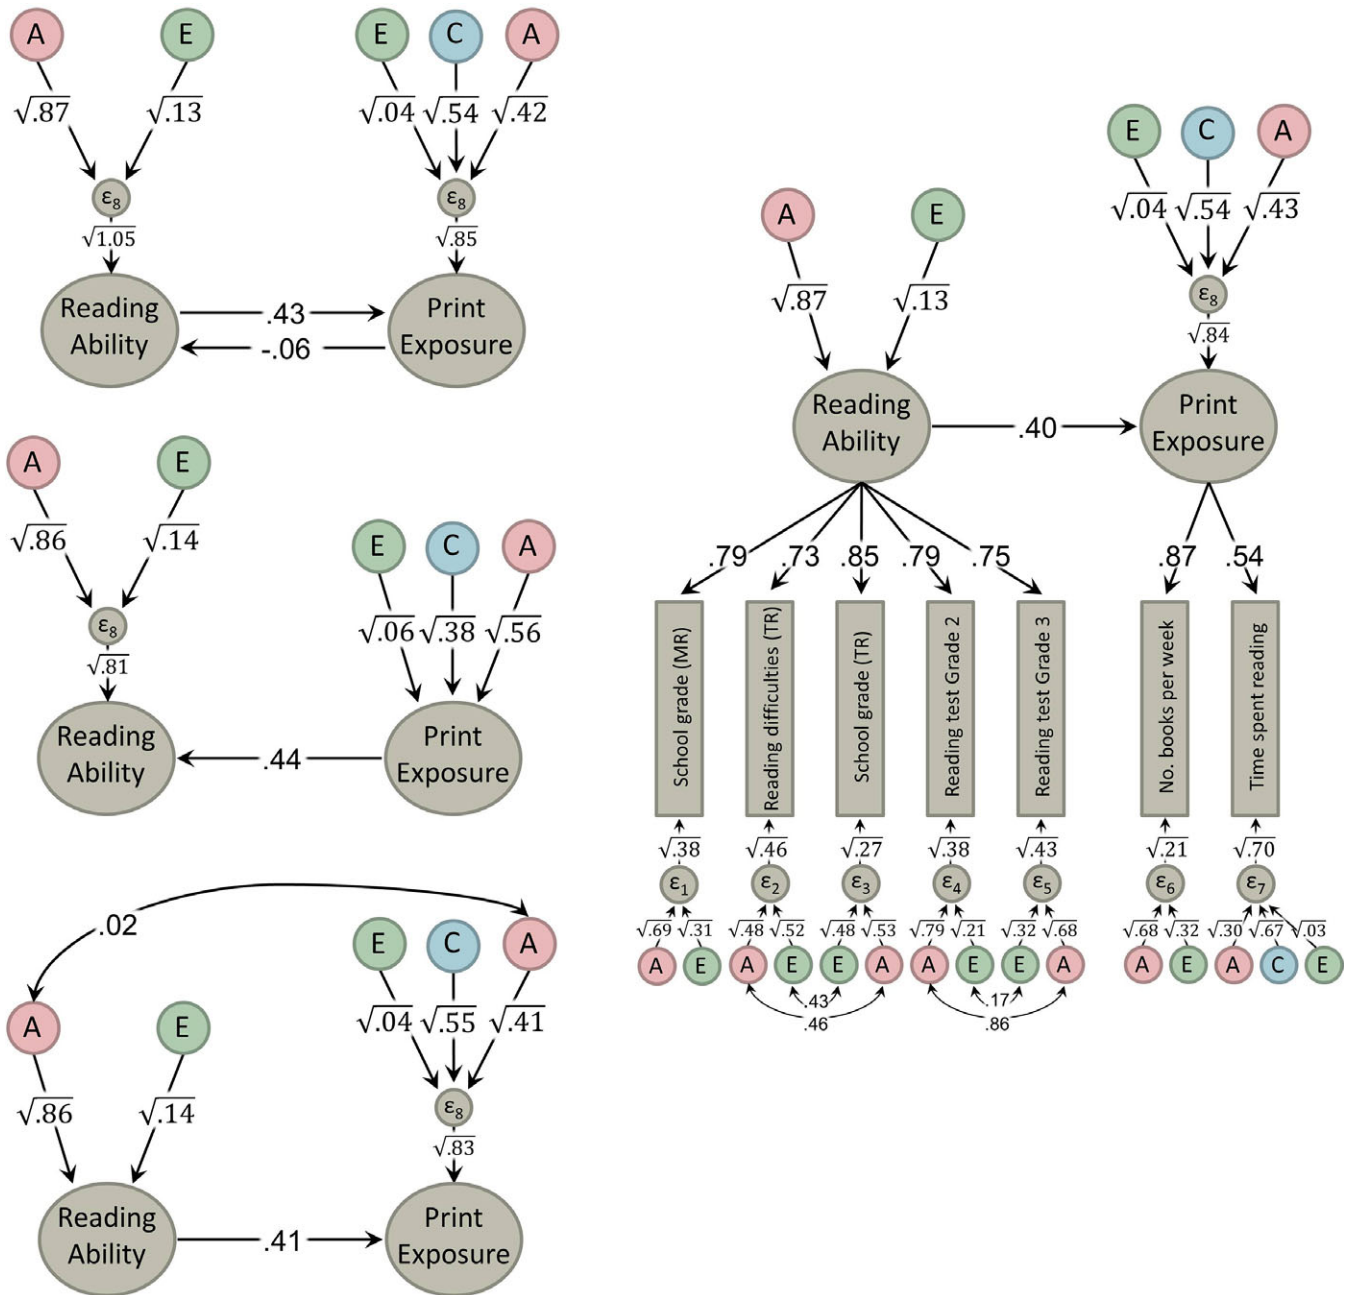 A
E
E
C
A
√.87
√.13
√.04
√.54
√.42
ε8
ε8
√1.05
√.85
Reading
Ability
.43
-.06
Print
Exposure
A
E
E
C
A
√.86
√.14
√.06
√.38
√.56
ε8
√.81
Reading
Ability
.44
Print
Exposure
.02
E
C
A
A
E
√.04
√.55
√.41
√.86
√.14
ε8
√.83
Reading
Ability
.41
Print
Exposure
E
C
A
A
E
√.04
√.54
√.43
√.87
√.13
ε8
√.84
Reading
Ability
.40
Print
Exposure
.79
.73
.85
.79
.75
.87
.54
School grade (MR)
Reading difficulties (TR)
School grade (TR)
Reading test Grade 2
Reading test Grade 3
No. books per week
Time spent reading
√.38
√.46
√.27
√.38
√.43
√.21
√.70
ε1
ε2
ε3
ε4
ε5
ε6
ε7
√.69
√.31
√.48
√.52
√.48
√.53
√.79
√.21
√.32
√.68
√.68
√.32
√.30
√.67
√.03
A
E
A
E
E
A
A
E
E
A
A
E
A
C
E
.43
.46
.17
.86